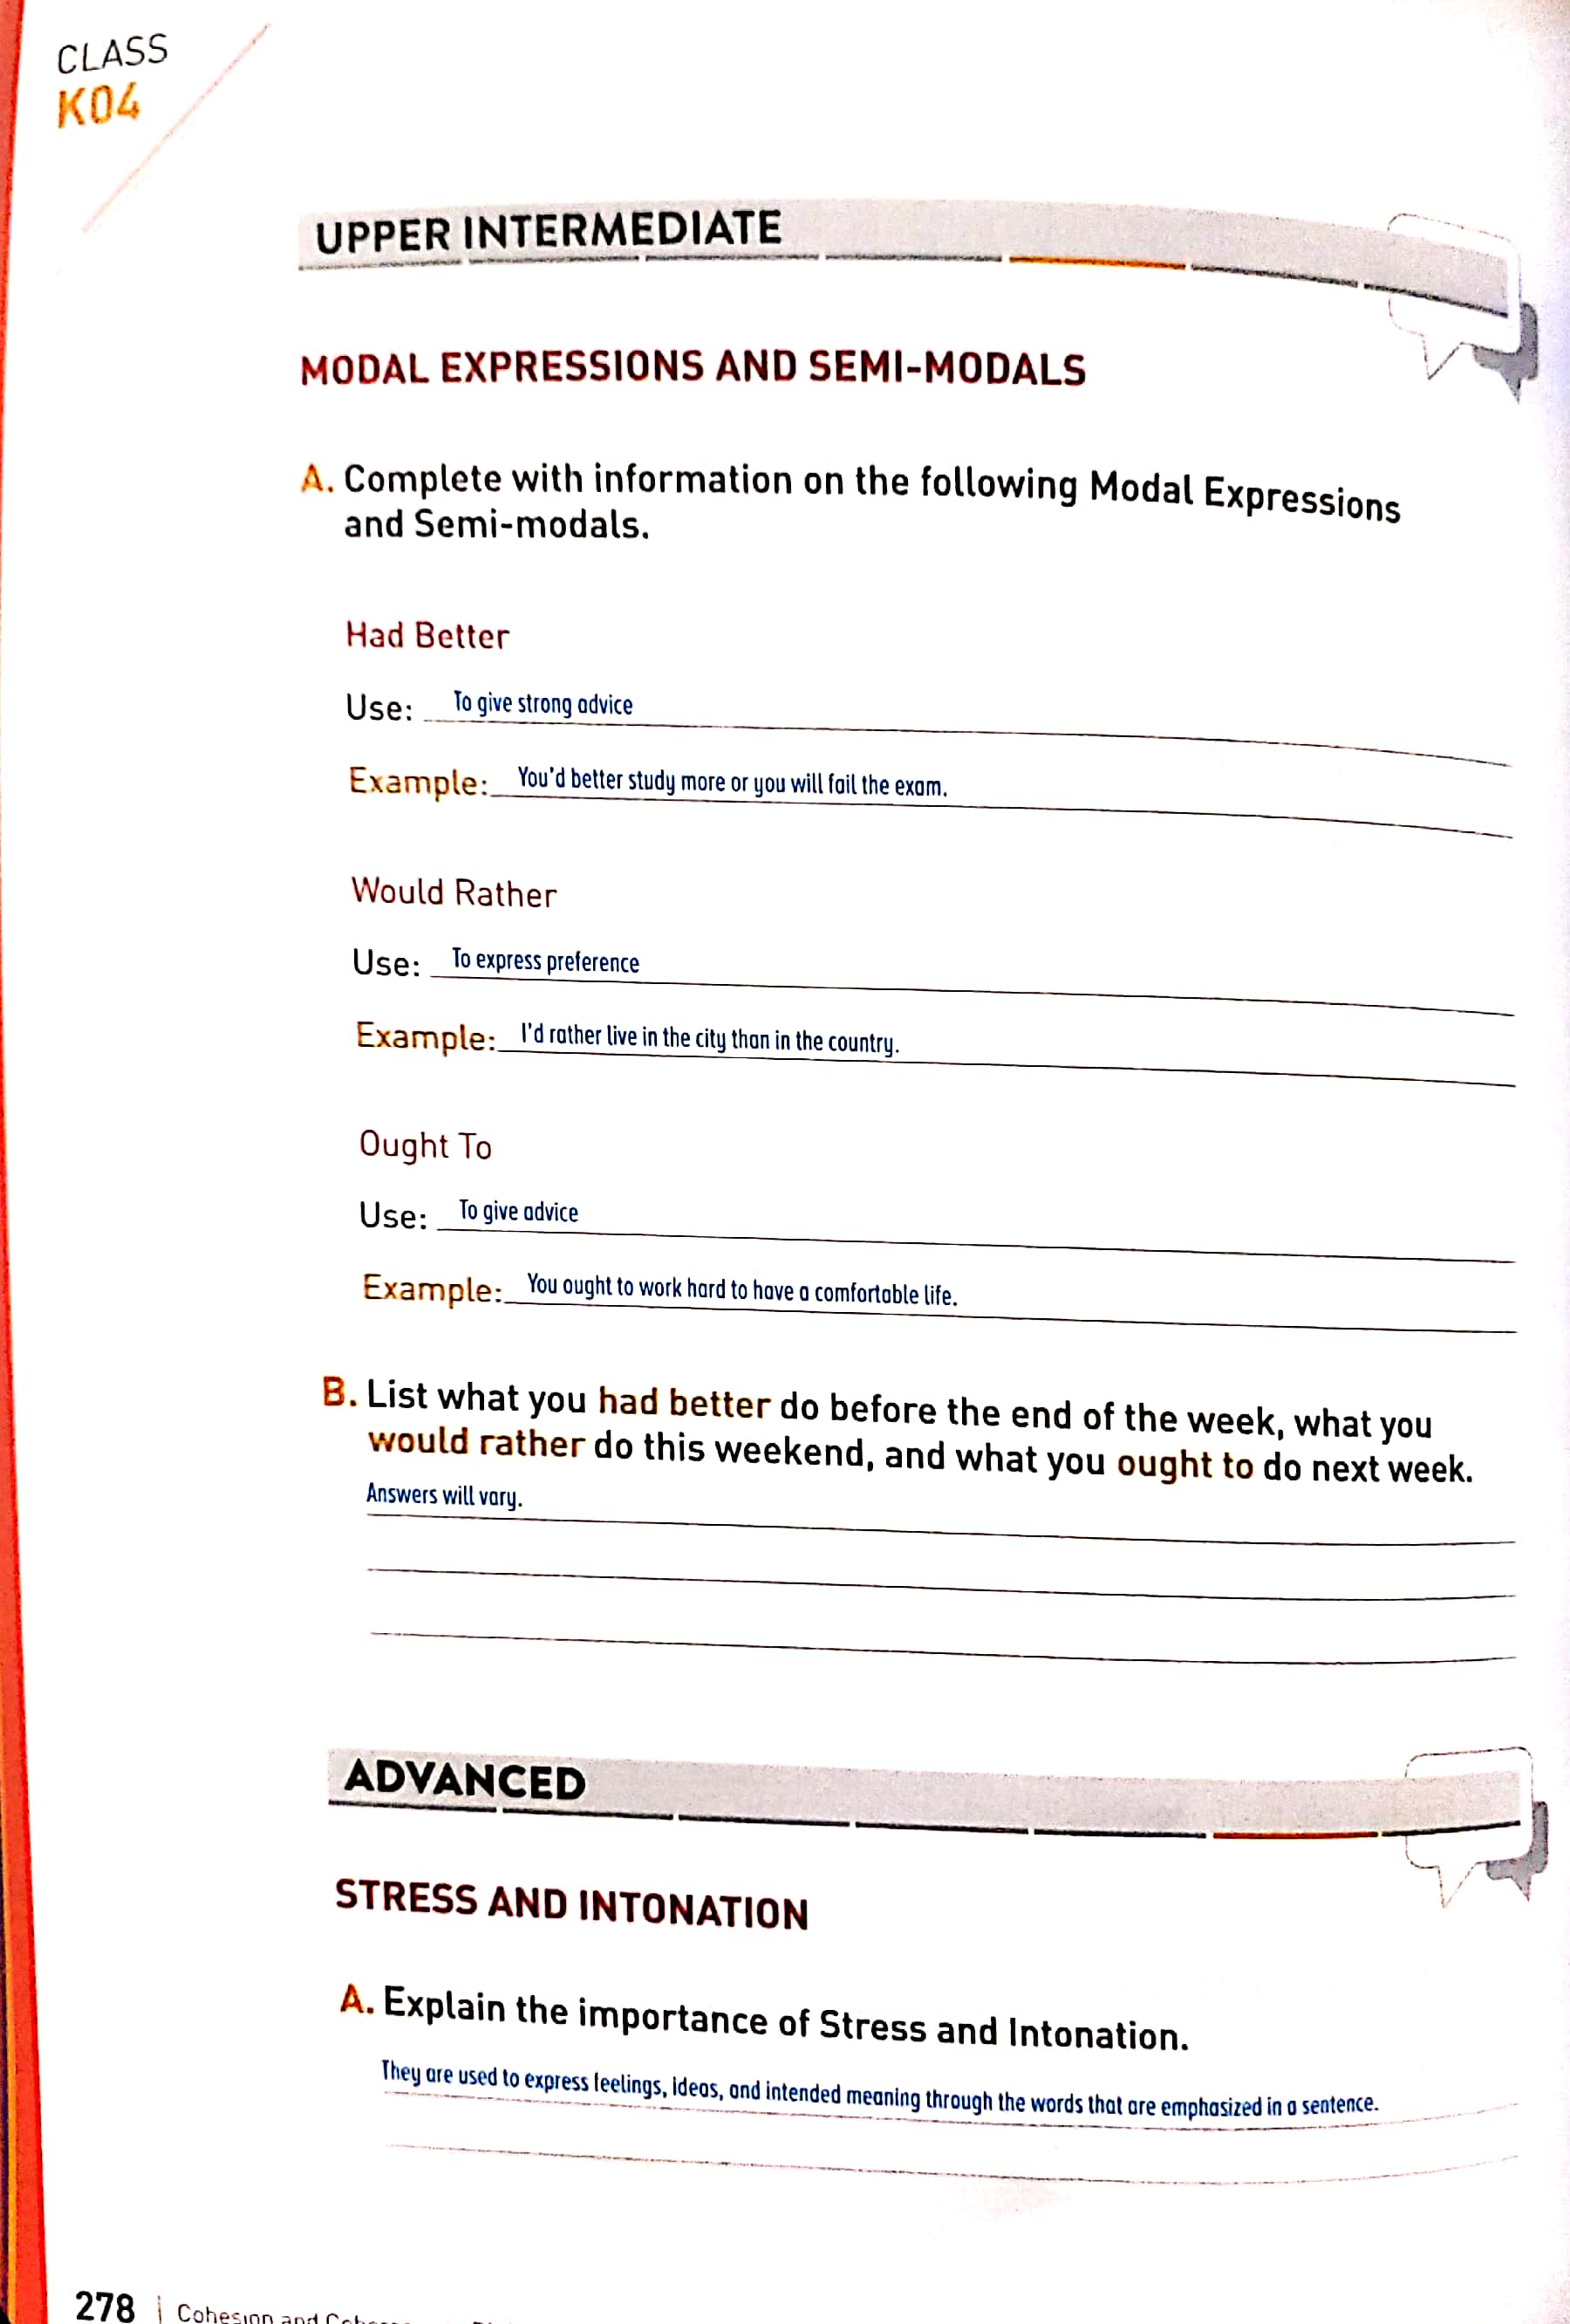 CLASS
K04
UPPER INTERMEDIATE
MODAL EXPRESSIONS AND SEMI-MODALS
A. Complete with information on the following Modal Expressions
and Semi-modals.
Had Better
Use: To give strong advice
Example: You'd better study more or you will fail the exam.
Would Rather
Use: To express preference
Example: I'd rather live in the city than in the country.
Ought To
Use: To give advice
Example: You ought to work hard to have a comfortable life.
B. List what you had better do before the end of the week, what you
would rather do this weekend, and what you ought to do next week.
Answers will vary.
ADVANCED
STRESS AND INTONATION
A. Explain the importance of Stress and Intonation.
They are used to express feelings, ideas, and intended meaning through the words that are emphasized in a sentence.
278 | Cohesion and